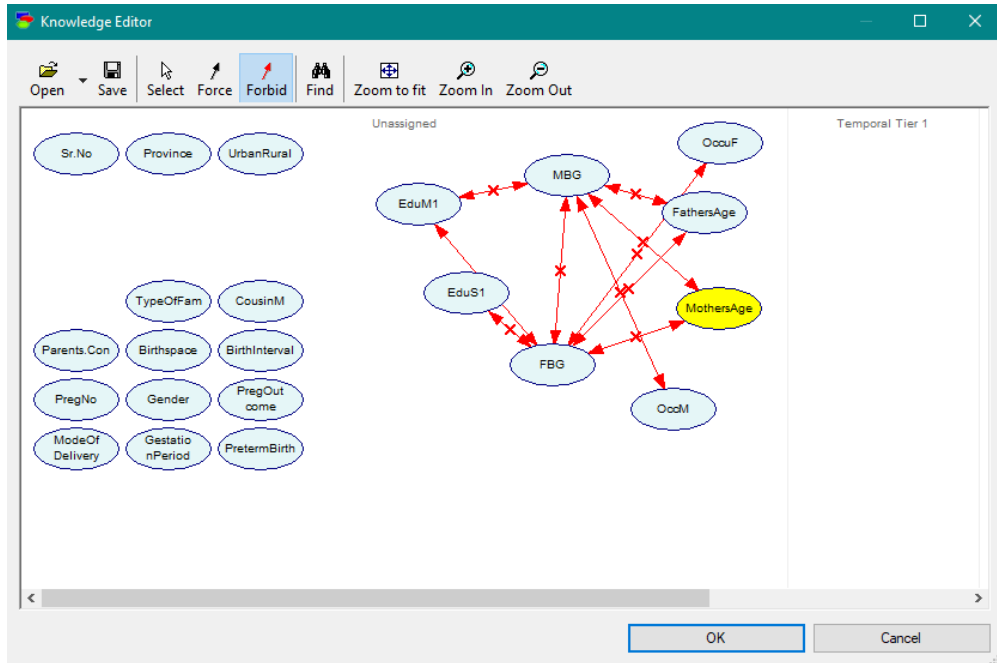 Knowledge Editor
Open Save Select Force Forbid Find Zoom to fit Zoom In Zoom Out
Unassigned
Temporal Tier 1
Sr.No Province UrbanRural
OccuF
MBG
EduM1
FathersAge
EduS1
TypeOfFam CousinM
MothersAge
Parents.Con Birthspace BirthInterval
FBG
PregNo Gender PregOut
come
OccM
ModeOf
Delivery
Gestatio
nPeriod
PretermBirth
OK Cancel